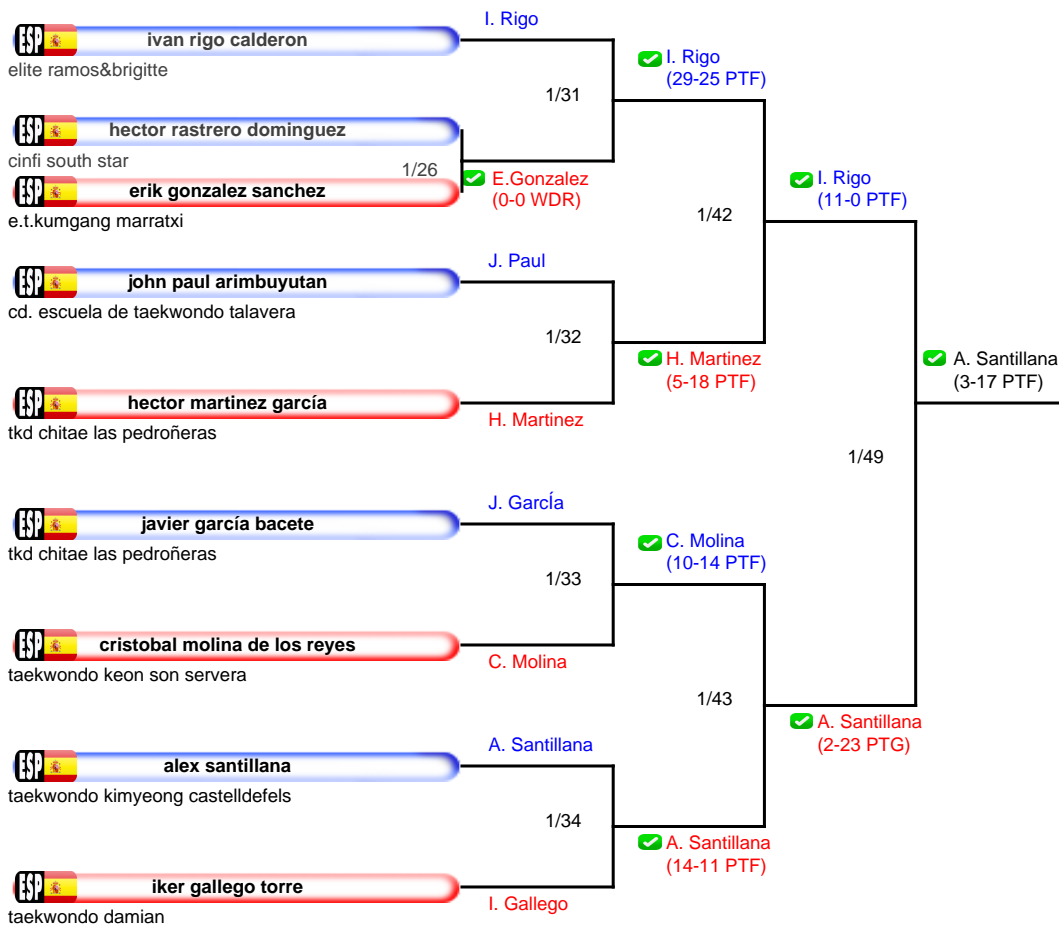 I. Rigo
ESP ivan rigo calderon
elite ramos&brigitte
I. Rigo
(29-25 PTF)
1/31
ESP hector rastrero dominguez
cinfi south star
1/26
E.Gonzalez
(0-0 WDR)
ESP erik gonzalez sanchez
e.t.kumgang marratxi
I. Rigo
(11-0 PTF)
1/42
J. Paul
ESP john paul arimbuyutan
cd. escuela de taekwondo talavera
1/32
H. Martinez
(5-18 PTF)
A. Santillana
(3-17 PTF)
ESP hector martinez garcía
H. Martinez
tkd chitae las pedroñeras
1/49
J. GarcÍa
ESP javier garcía bacete
tkd chitae las pedroñeras
C. Molina
(10-14 PTF)
1/33
ESP cristobal molina de los reyes
C. Molina
taekwondo keon son servera
1/43
A. Santillana
(2-23 PTG)
A. Santillana
ESP alex santillana
taekwondo kimyeong castelldefels
1/34
A. Santillana
(14-11 PTF)
ESP iker gallego torre
I. Gallego
taekwondo damian